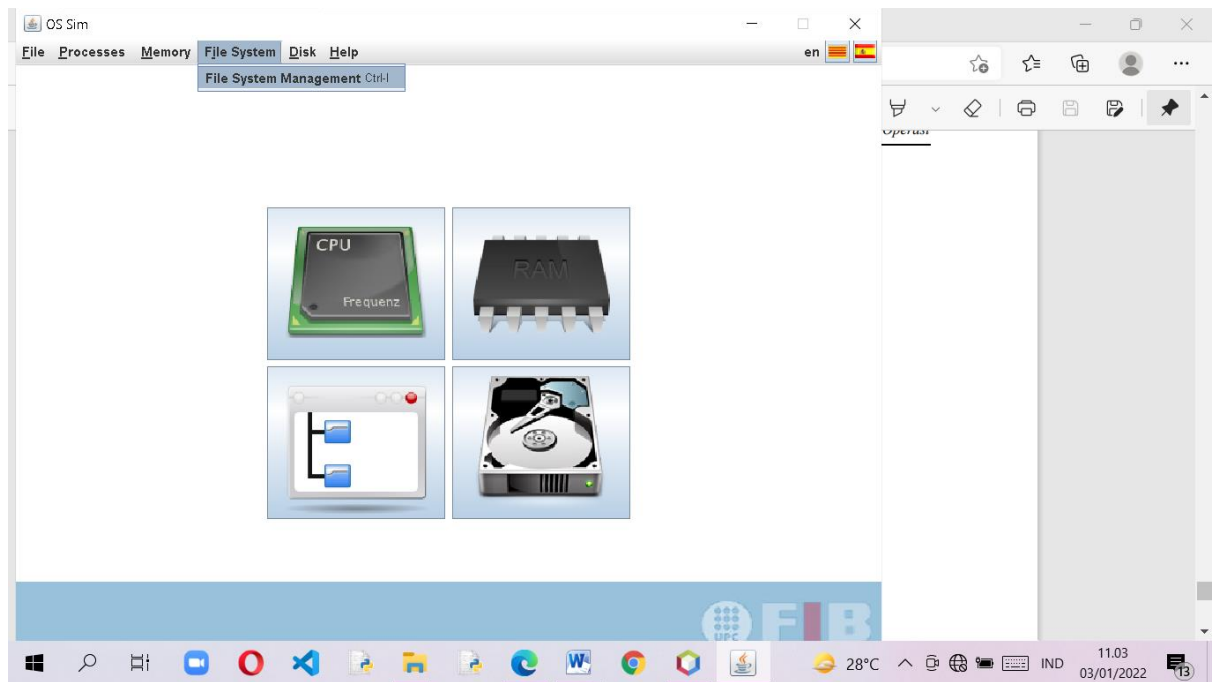 OS Sim
File Processes Memory File System Disk Help en
File System Management Ctrl-I
Operasi
CPU
Frequenz
RAM
UPC FIB
28°C IND 11.03
03/01/2022
13